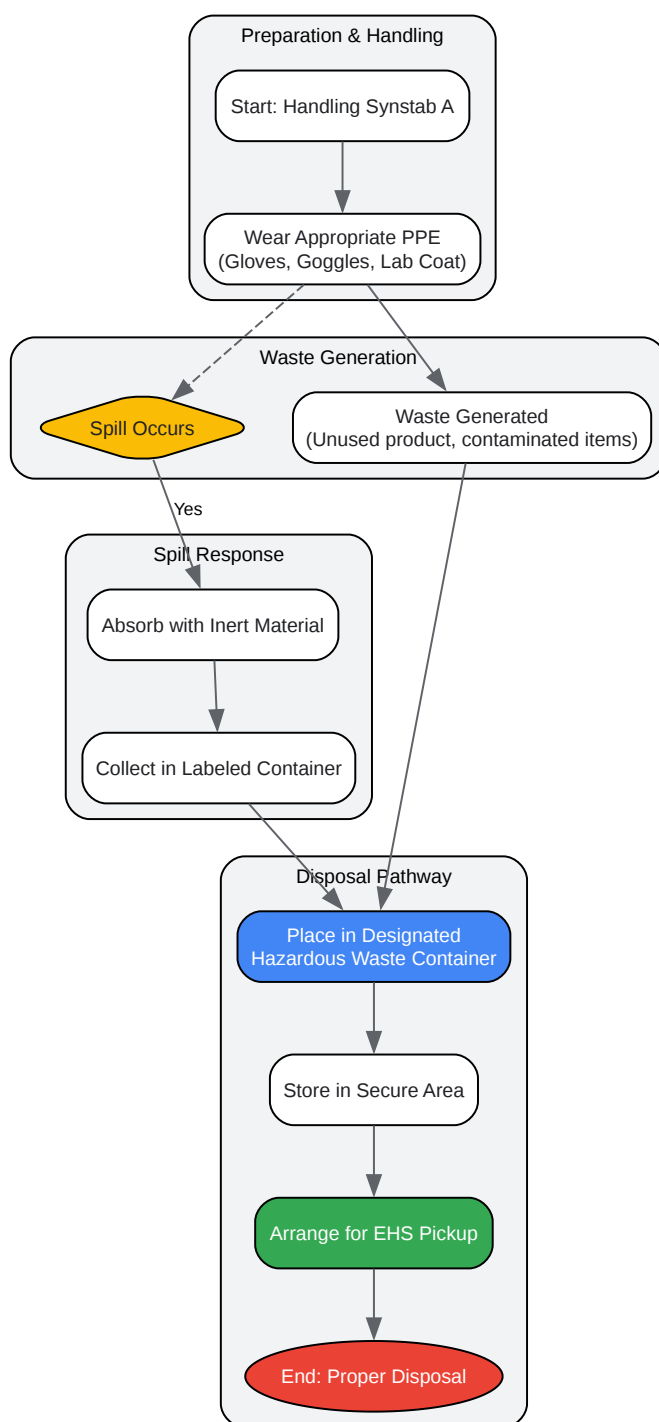 Preparation & Handling
Start: Handling Synstab A
Wear Appropriate PPE
(Gloves, Goggles, Lab Coat)
Waste Generation
Spill Occurs
Waste Generated
(Unused product, contaminated items)
Yes
Spill Response
Absorb with Inert Material
Collect in Labeled Container
Disposal Pathway
Place in Designated
Hazardous Waste Container
Store in Secure Area
Arrange for EHS Pickup
End: Proper Disposal